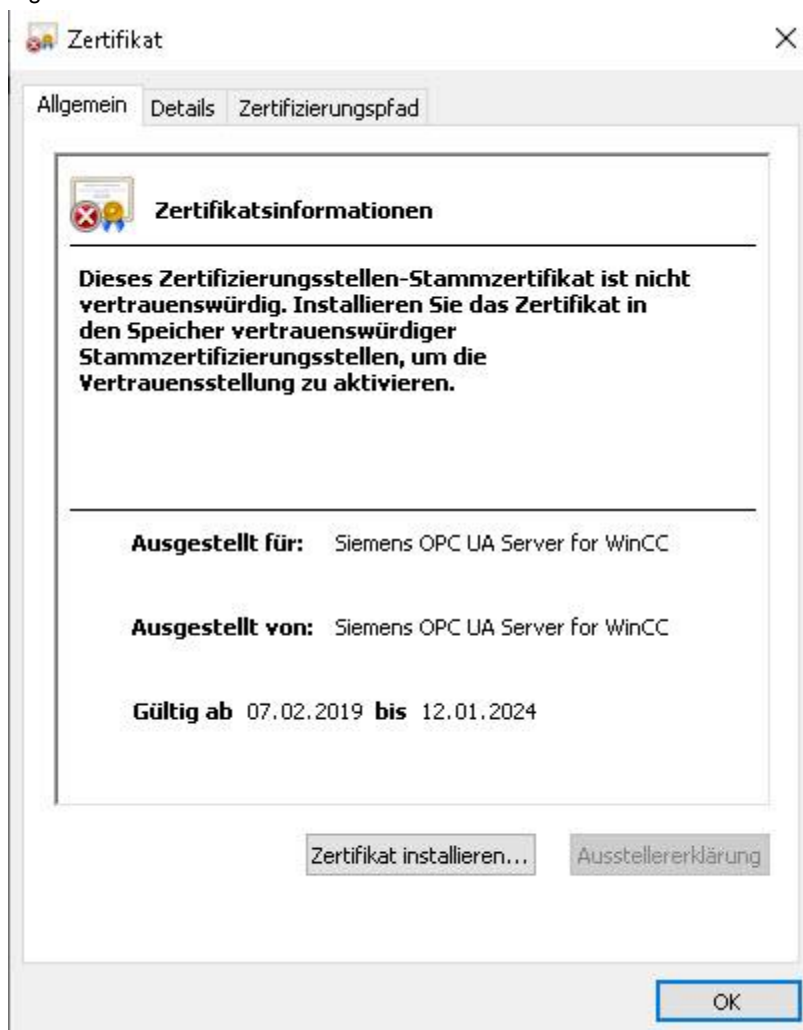 Zertifikat
Allgemein Details Zertifizierungspfad
Zertifikatsinformationen
Dieses Zertifizierungsstellen-Stammzertifikat ist nicht
vertrauenswürdig. Installieren Sie das Zertifikat in
den Speicher vertrauenswürdiger
Stammzertifizierungsstellen, um die
Vertrauensstellung zu aktivieren.
Ausgestellt für: Siemens OPC UA Server for WinCC
Ausgestellt von: Siemens OPC UA Server for WinCC
Gültig ab 07.02.2019 bis 12.01.2024
Zertifikat installieren... Ausstellererklärung
OK